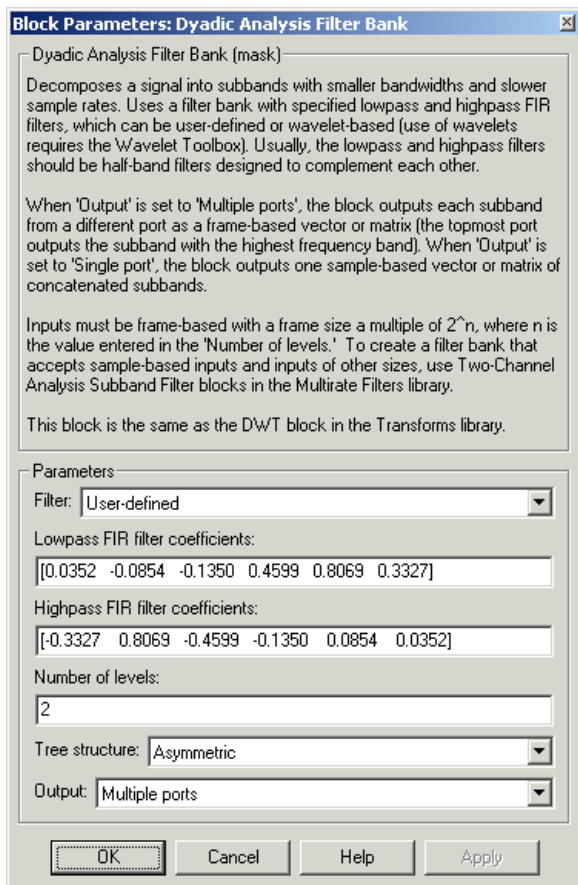 Block Parameters: Dyadic Analysis Filter Bank
Dyadic Analysis Filter Bank (mask)
Decomposes a signal into subbands with smaller bandwidths and slower
sample rates. Uses a filter bank with specified lowpass and highpass FIR
filters, which can be user-defined or wavelet-based (use of wavelets
requires the Wavelet Toolbox). Usually, the lowpass and highpass filters
should be half-band filters designed to complement each other.
When 'Output' is set to 'Multiple ports', the block outputs each subband
from a different port as a frame-based vector or matrix (the topmost port
outputs the subband with the highest frequency band). When 'Output' is
set to 'Single port', the block outputs one sample-based vector or matrix of
concatenated subbands.
Inputs must be frame-based with a frame size a multiple of 2^n, where n is
the value entered in the 'Number of levels.' To create a filter bank that
accepts sample-based inputs and inputs of other sizes, use Two-Channel
Analysis Subband Filter blocks in the Multirate Filters library.
This block is the same as the DWT block in the Transforms library.
Parameters
Filter: User-defined
Lowpass FIR filter coefficients:
[0.0352 -0.0854 -0.1350 0.4599 0.8069 0.3327]
Highpass FIR filter coefficients:
[-0.3327 0.8069 -0.4599 -0.1350 0.0854 0.0352]
Number of levels:
2
Tree structure: Asymmetric
Output: Multiple ports
OK Cancel Help Apply